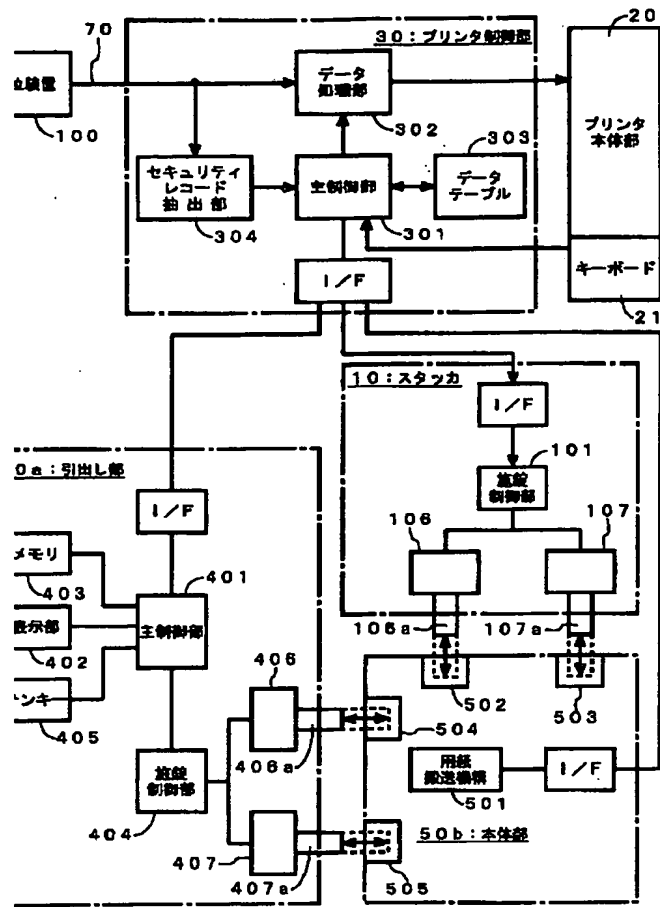 20
70
30:プリンタ制御部
位装置
データ
処理部
プリンタ
本体部
100
302
303
セキュリティ
レコード
抽出部
主制御部
データ
テーブル
304
301
I/F
キーボード
21
10:スタッカ
I/F
0a:引出し部
101
施錠
制御部
I/F
106
107
メモリ
401
403
主制御部
表示部
402
106a
107a
406
テンキ
405
502
503
504
406a
用紙
搬送機構
I/F
施錠
制御部
501
404
50b:本体部
407
407a
505